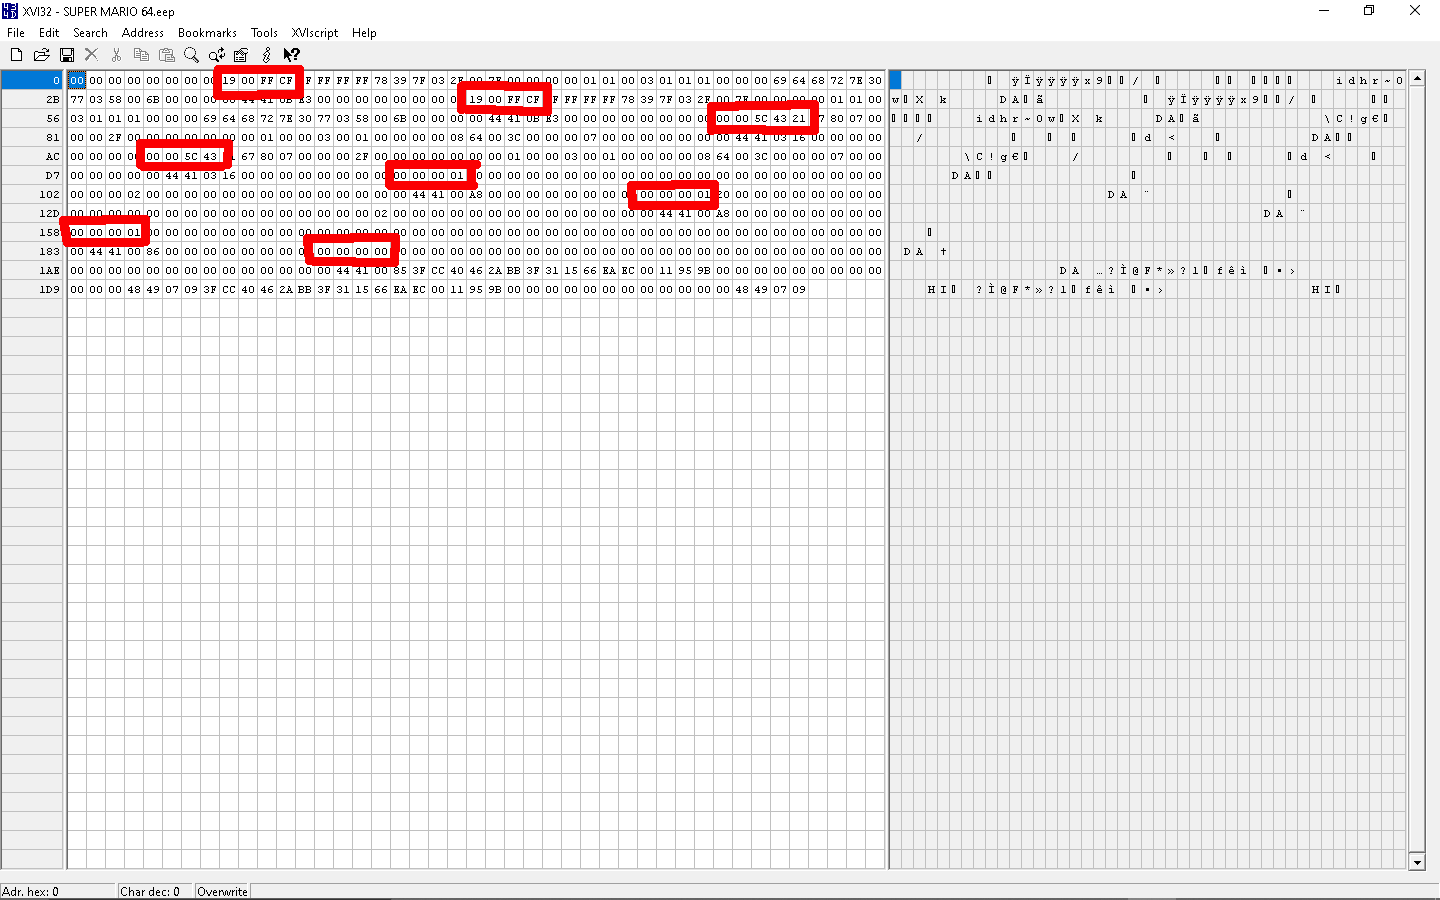 XVI32 - SUPER MARIO 64.eep
File Edit Search Address Bookmarks Tools XVIscript Help
0 00 00 00 00 00 00 00 00 19 00 FF CF F FF FF FF 78 39 7F 03 2F 00 7F 00 00 00 00 01 01 00 03 01 01 01 00 00 00 69 64 68 72 7E 30 ÿÏÿÿÿÿx9 / idhr~0
2B 77 03 58 00 6B 00 00 00 00 44 41 0B E3 00 00 00 00 00 00 00 00 19 00 FF CF F FF FF FF 78 39 7F 03 2F 00 7F 00 00 00 00 01 01 00 w X k DA ã ÿÏÿÿÿÿx9 /
56 03 01 01 01 00 00 00 69 64 68 72 7E 30 77 03 58 00 6B 00 00 00 00 44 41 0B E3 00 00 00 00 00 00 00 00 00 5C 43 21 7 80 07 00 idhr~0w X k DA ã \C!g€
81 00 00 2F 00 00 00 00 00 00 00 01 00 00 03 00 01 00 00 00 00 08 64 00 3C 00 00 00 07 00 00 00 00 00 00 00 44 41 03 16 00 00 00 00 / d < DA
AC 00 00 00 00 00 00 5C 43 1 67 80 07 00 00 00 2F 00 00 00 00 00 00 00 01 00 00 03 00 01 00 00 00 00 08 64 00 3C 00 00 00 07 00 00 \C!g€ / d <
D7 00 00 00 00 00 44 41 03 16 00 00 00 00 00 00 00 00 00 00 01 00 00 00 00 00 00 00 00 00 00 00 00 00 00 00 00 00 00 00 00 00 DA
102 00 00 00 02 00 00 00 00 00 00 00 00 00 00 00 00 00 00 44 41 00 A8 00 00 00 00 00 00 00 00 00 00 01 20 00 00 00 00 00 00 00 00 DA ¨
12D 00 00 00 00 00 00 00 00 00 00 00 00 00 00 00 00 02 00 00 00 00 00 00 00 00 00 00 00 00 00 00 44 41 00 A8 00 00 00 00 00 00 00 00 DA ¨
158 00 00 00 01 00 00 00 00 00 00 00 00 00 00 00 00 00 00 00 00 00 00 00 00 00 00 00 00 00 00 00 00 00 00 00 00 00 00 00 00 00 00 00
183 00 44 41 00 86 00 00 00 00 00 00 00 00 00 00 00 00 00 00 00 00 00 00 00 00 00 00 00 00 00 00 00 00 00 00 00 00 00 00 00 00 00 DA †
1AE 00 00 00 00 00 00 00 00 00 00 00 00 00 00 44 41 00 85 3F CC 40 46 2A BB 3F 31 15 66 EA EC 00 11 95 9B 00 00 00 00 00 00 00 00 00 DA …?Ì@F*»?1 fêì •›
1D9 00 00 00 48 49 07 09 3F CC 40 46 2A BB 3F 31 15 66 EA EC 00 11 95 9B 00 00 00 00 00 00 00 00 00 00 00 00 48 49 07 09 HI ?Ì@F*»?1 fêì •› HI
Adr. hex: 0 Char dec: 0 Overwrite